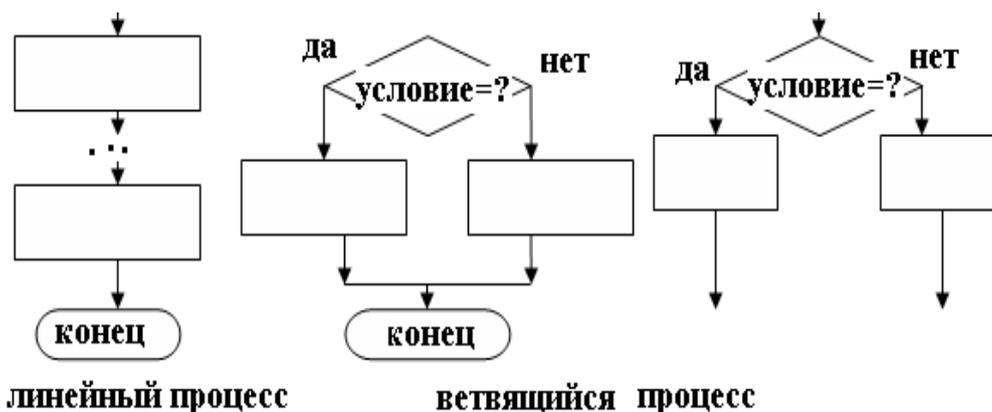 да
условие=?
нет
да
условие=?
нет
. ...
конец
конец
линейный процесс
ветвящийся процесс